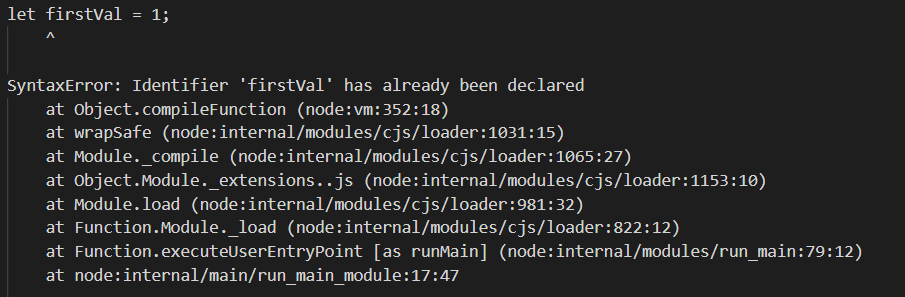 let firstVal = 1;
    ^
SyntaxError: Identifier 'firstVal' has already been declared
    at Object.compileFunction (node:vm:352:18)
    at wrapSafe (node:internal/modules/cjs/loader:1031:15)
    at Module._compile (node:internal/modules/cjs/loader:1065:27)
    at Object.Module._extensions..js (node:internal/modules/cjs/loader:1153:10)
    at Module.load (node:internal/modules/cjs/loader:981:32)
    at Function.Module._load (node:internal/modules/cjs/loader:822:12)
    at Function.executeUserEntryPoint [as runMain] (node:internal/modules/run_main:79:12)
    at node:internal/main/run_main_module:17:47